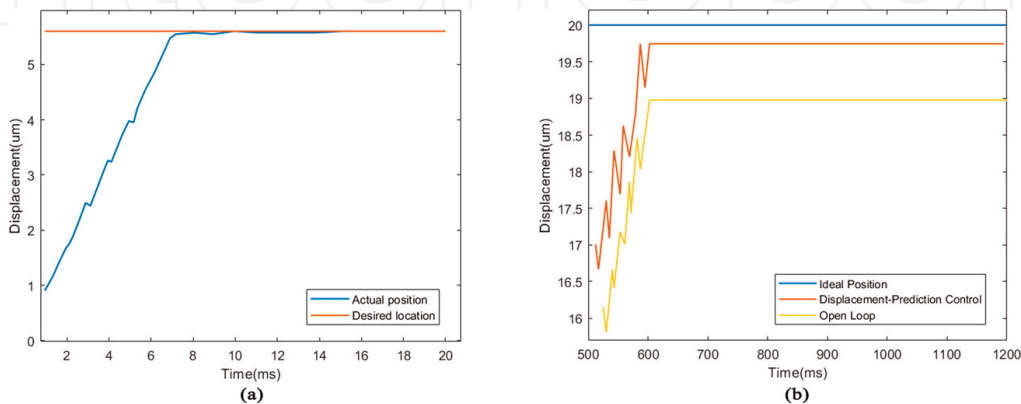 5
4
3
2
1
0
Displacement(um)
2 4 6 8 10 12 14 16 18 20
Time(ms)
Actual position
Desired location
(a)
20
19.5
19
18.5
18
17.5
17
16.5
16
Displacement(um)
500 600 700 800 900 1000 1100 1200
Time(ms)
Ideal Position
Displacement-Prediction Control
Open Loop
(b)